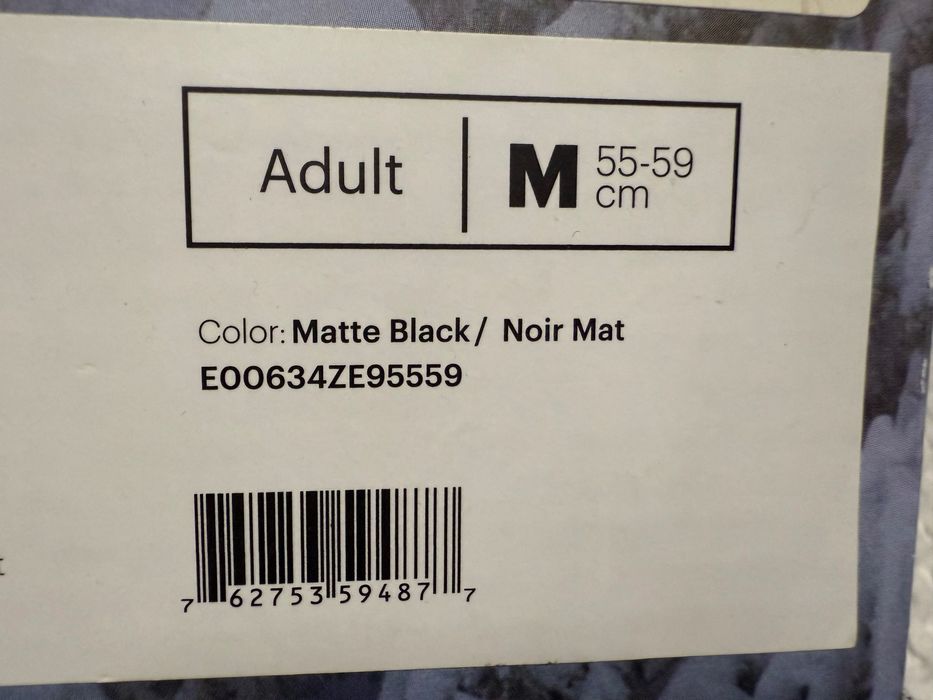 Adult
M 55-59
cm
Color: Matte Black/ Noir Mat
E00634ZE95559
7 62753 59487 7